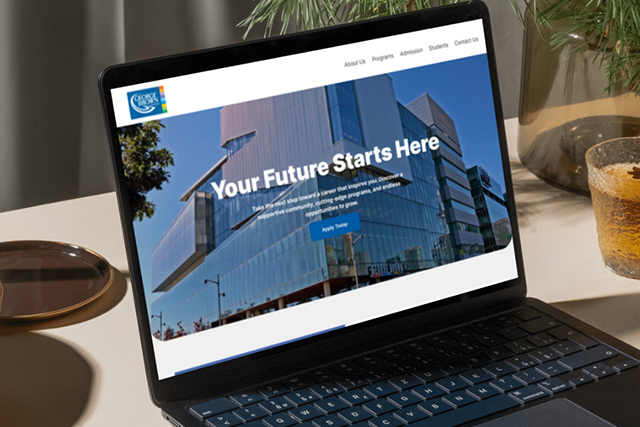 About Us Programs Admission Students Contact Us
GEORGE
BROWN
Your Future Starts Here
Take the next step toward a career that inspires you. Discover a
supportive community, cutting-edge programs, and endless
opportunities to grow.
Apply Today